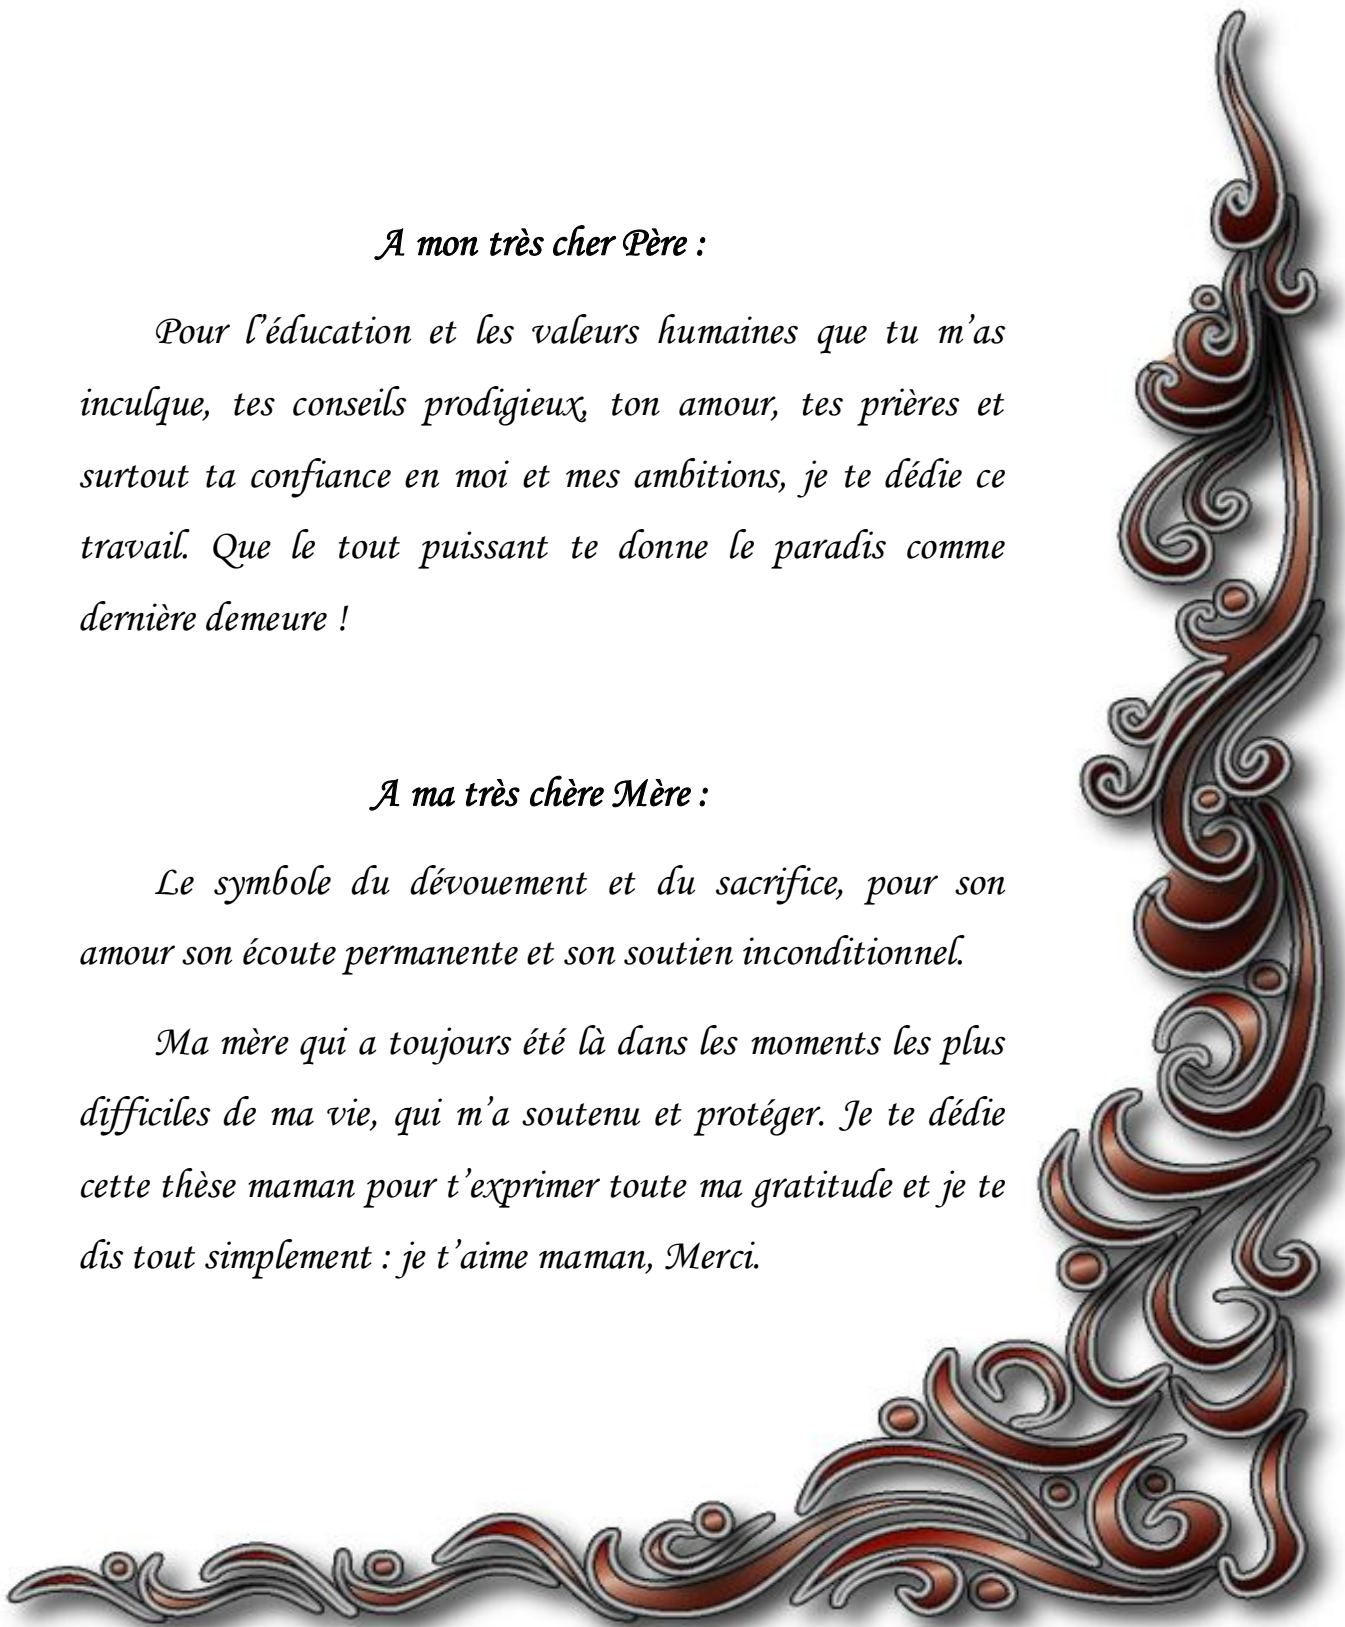 A mon très cher Père :
Pour l’éducation et les valeurs humaines que tu m’as
inculque, tes conseils prodigieux, ton amour, tes prières et
surtout ta confiance en moi et mes ambitions, je te dédie ce
travail. Que le tout puissant te donne le paradis comme
dernière demeure !
A ma très chère Mère :
Le symbole du dévouement et du sacrifice, pour son
amour son écoute permanente et son soutien inconditionnel.
Ma mère qui a toujours été là dans les moments les plus
difficiles de ma vie, qui m’a soutenu et protéger. Je te dédie
cette thèse maman pour t’exprimer toute ma gratitude et je te
dis tout simplement : je t’aime maman, Merci.